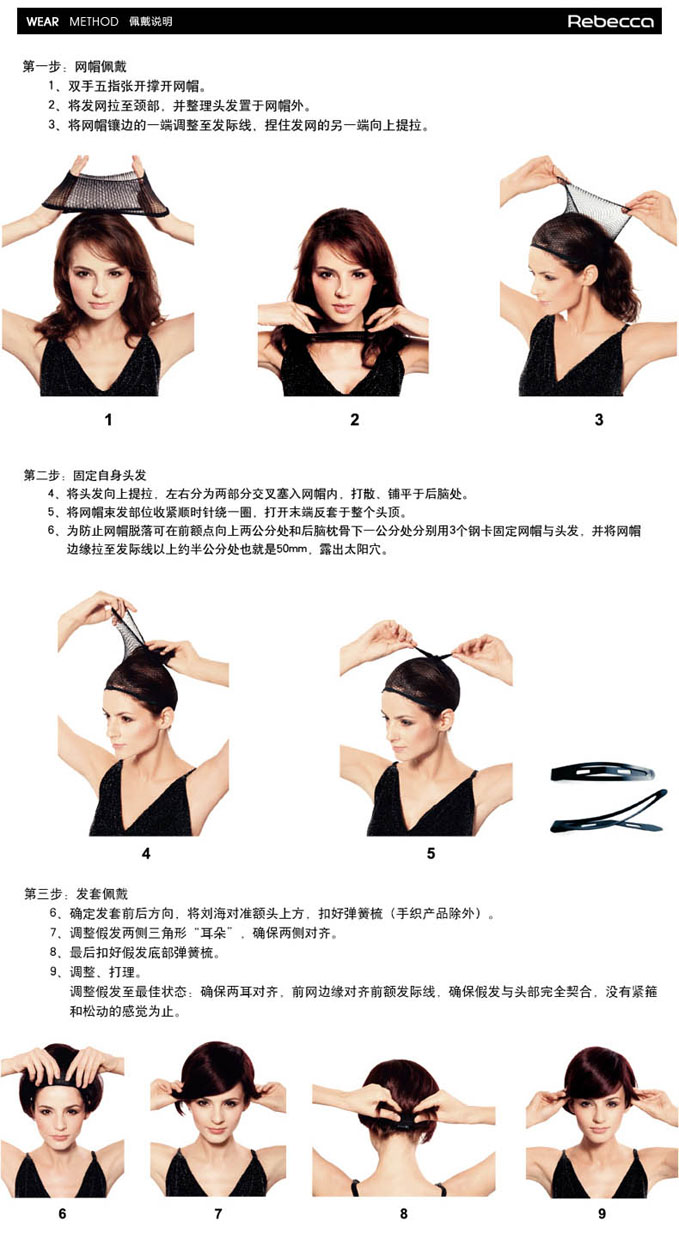 WEAR METHOD 佩戴说明 Rebecca
第一步：网帽佩戴
1、双手五指张开撑开网帽。
2、将发网拉至颈部，并整理头发置于网帽外。
3、将网帽镶边的一端调整至发际线，捏住发网的另一端向上提拉。
1 2 3
第二步：固定自身头发
4、将头发向上提拉，左右分为两部分交叉塞入网帽内，打散、铺平于后脑处。
5、将网帽束发部位收紧顺时针绕一圈，打开末端反套于整个头顶。
6、为防止网帽脱落可在前额点向上两公分处和后脑枕骨下一公分处分别用3个钢卡固定网帽与头发，并将网帽
边缘拉至发际线以上约半公分处也就是50mm，露出太阳穴。
4 5
第三步：发套佩戴
6、确定发套前后方向，将刘海对准额头上方，扣好弹簧梳（手织产品除外）。
7、调整假发两侧三角形“耳朵”，确保两侧对齐。
8、最后扣好假发底部弹簧梳。
9、调整、打理。
调整假发至最佳状态：确保两耳对齐，前网边缘对齐前额发际线，确保假发与头部完全契合，没有紧箍
和松动的感觉为止。
6 7 8 9